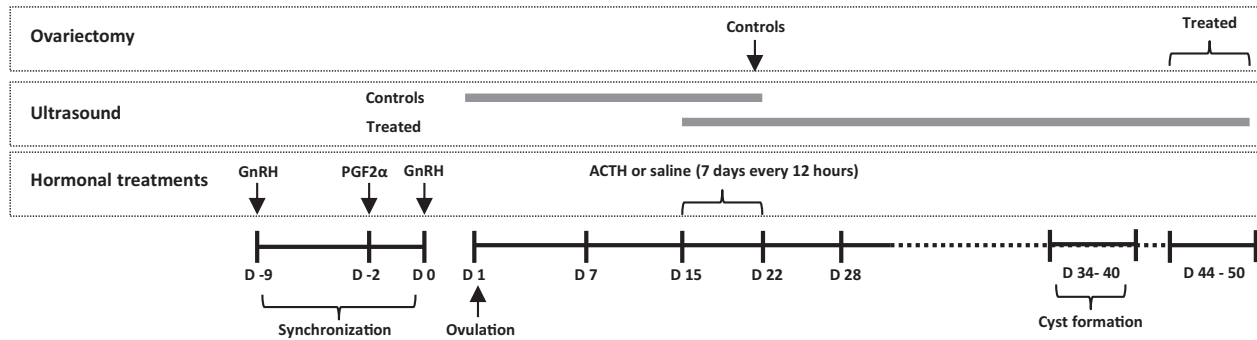 Ovariectomy
Controls
Treated
Ultrasound
Controls
Treated
Hormonal treatments
GnRH
PGF2α
GnRH
ACTH or saline (7 days every 12 hours)
D -9
D -2
D 0
D 1
D 7
D 15
D 22
D 28
D 34- 40
D 44 - 50
Synchronization
Ovulation
Cyst formation